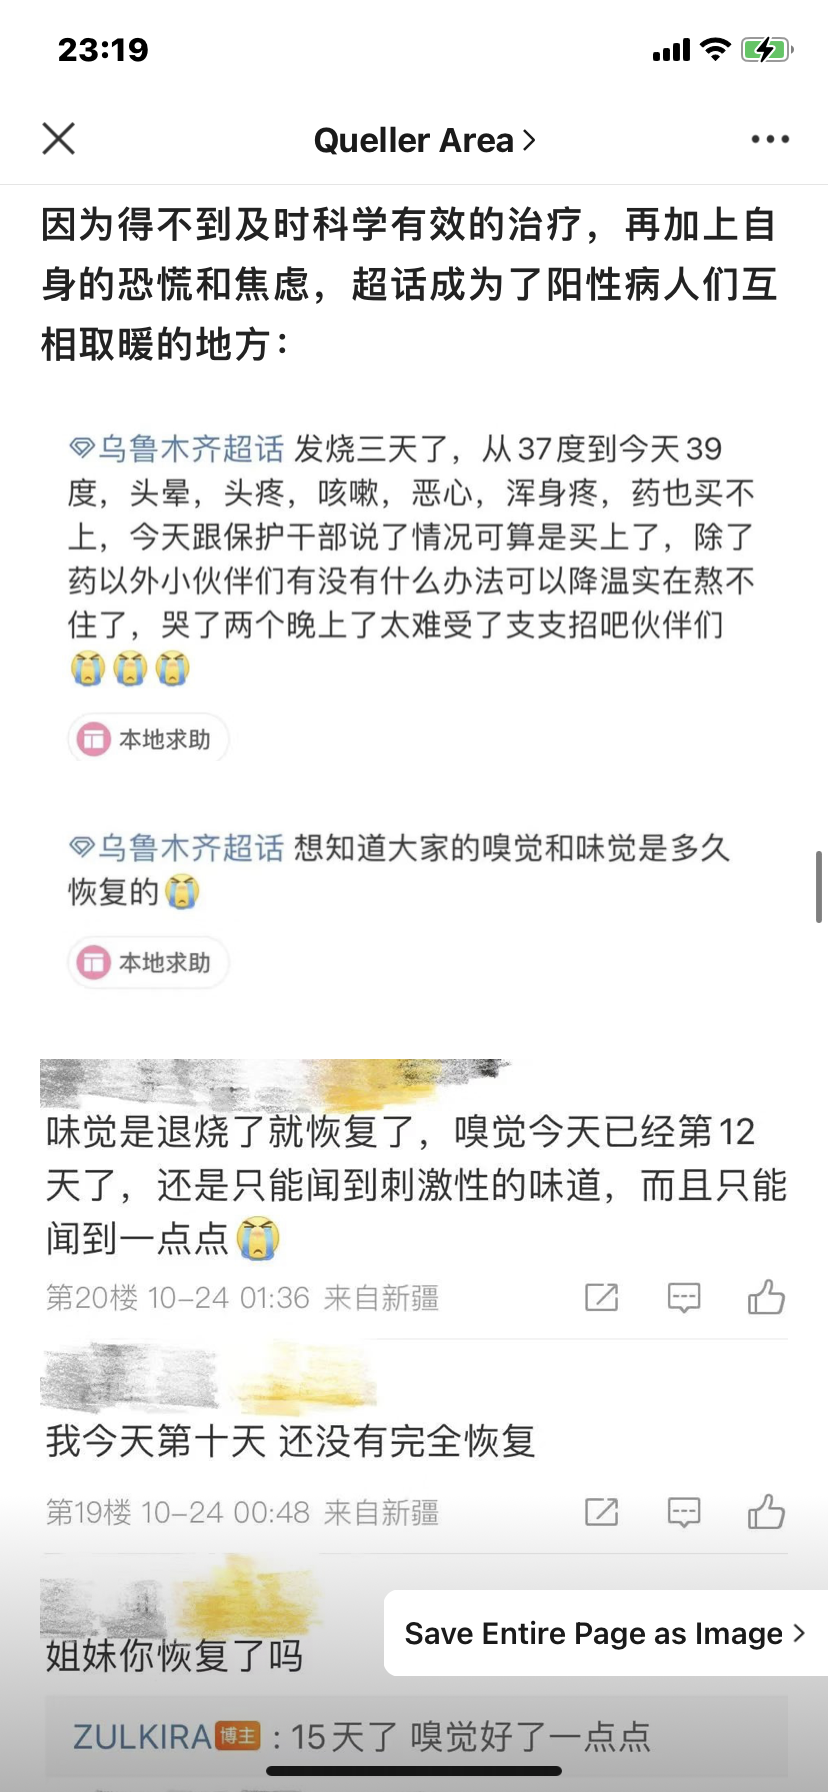 23:19
Queller Area
因为得不到及时科学有效的治疗，再加上自
身的恐慌和焦虑，超话成为了阳性病人们互
相取暖的地方：
乌鲁木齐超话 发烧三天了，从37度到今天39
度，头晕，头疼，咳嗽，恶心，浑身疼，药也买不
上，今天跟保护干部说了情况可算是买上了，除了
药以外小伙伴们有没有什么办法可以降温实在熬不
住了，哭了两个晚上了太难受了支支招吧伙伴们
😭😭😭
本地求助
乌鲁木齐超话 想知道大家的嗅觉和味觉是多久
恢复的😭
本地求助
味觉是退烧了就恢复了，嗅觉今天已经第12
天了，还是只能闻到刺激性的味道，而且只能
闻到一点点😭
第20楼 10-24 01:36 来自新疆
我今天第十天 还没有完全恢复
第19楼 10-24 00:48 来自新疆
Save Entire Page as Image
姐妹你恢复了吗
ZULKIRA 博主：15天了 嗅觉好了一点点